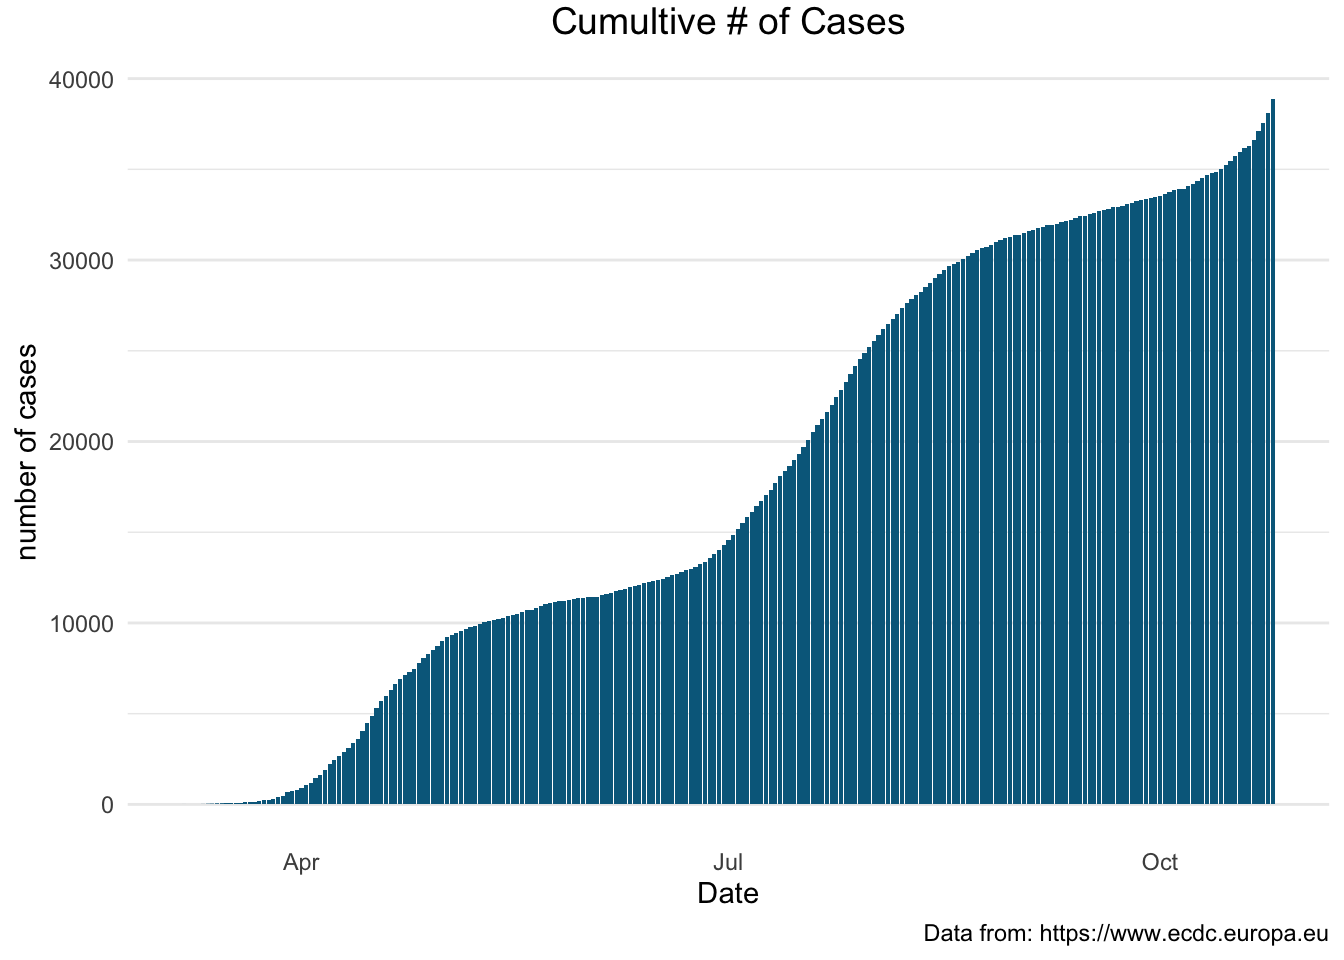 Cumultive # of Cases
40000
30000
20000
10000
0
number of cases
Apr Jul Oct
Date
Data from: https://www.ecdc.europa.eu